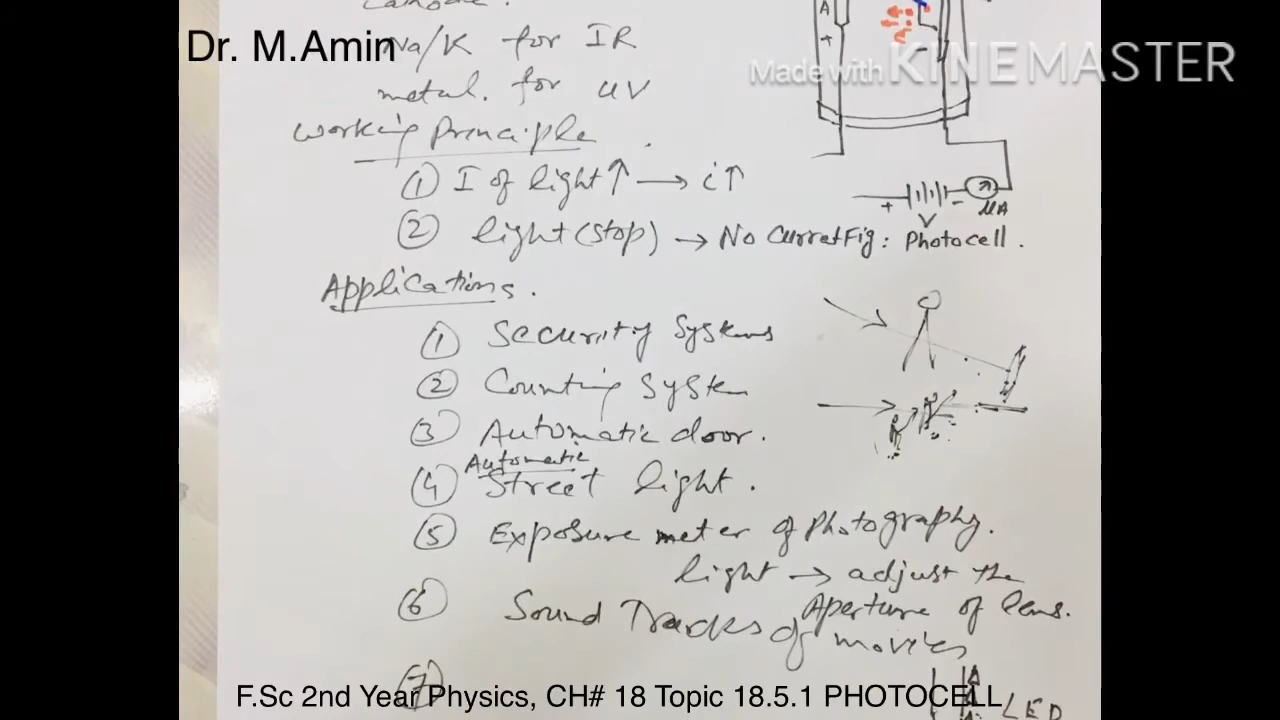 Cathode.
Dr. M.Amin
Na/K for IR
Made with KINEMASTER
metal. for UV
A
+
-
Working Principle
① I of light ↑ → i ↑
+ -
V
μA
② light (stop) → No Current
Fig: Photocell.
Applications.
① Security Systems
② Counting System
③ Automatic door.
④ Automatic
Street light.
⑤ Exposure meter of Photography.
light → adjust the
Aperture of lens.
⑥ Sound Tracks of movies
⑦
LED
F.Sc 2nd Year Physics, CH# 18 Topic 18.5.1 PHOTOCELL